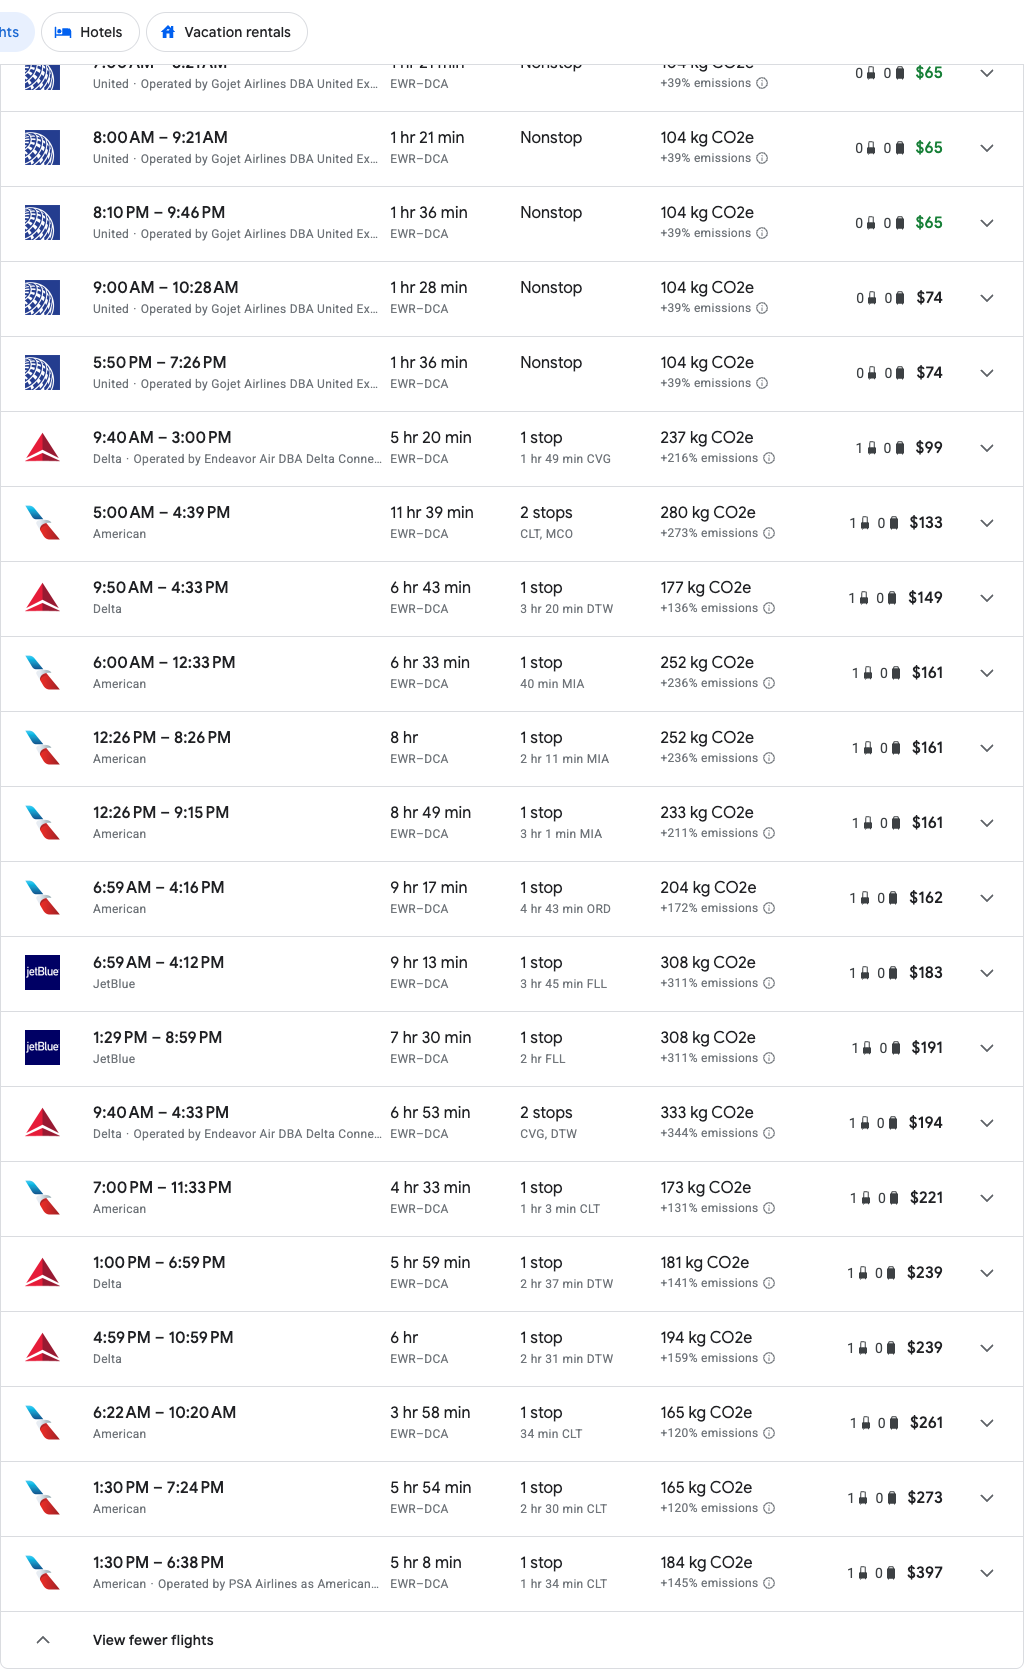 hts
Hotels
Vacation rentals
1 hr 21 min
Nonstop
104 kg CO2e
United · Operated by Gojet Airlines DBA United Ex...
EWR–DCA
+39% emissions
0 0 $65
8:00 AM – 9:21 AM
1 hr 21 min
Nonstop
104 kg CO2e
United · Operated by Gojet Airlines DBA United Ex...
EWR–DCA
+39% emissions
0 0 $65
8:10 PM – 9:46 PM
1 hr 36 min
Nonstop
104 kg CO2e
United · Operated by Gojet Airlines DBA United Ex...
EWR–DCA
+39% emissions
0 0 $65
9:00 AM – 10:28 AM
1 hr 28 min
Nonstop
104 kg CO2e
United · Operated by Gojet Airlines DBA United Ex...
EWR–DCA
+39% emissions
0 0 $74
5:50 PM – 7:26 PM
1 hr 36 min
Nonstop
104 kg CO2e
United · Operated by Gojet Airlines DBA United Ex...
EWR–DCA
+39% emissions
0 0 $74
9:40 AM – 3:00 PM
5 hr 20 min
1 stop
237 kg CO2e
Delta · Operated by Endeavor Air DBA Delta Conne...
EWR–DCA
1 hr 49 min CVG
+216% emissions
1 0 $99
5:00 AM – 4:39 PM
11 hr 39 min
2 stops
280 kg CO2e
American
EWR–DCA
CLT, MCO
+273% emissions
1 0 $133
9:50 AM – 4:33 PM
6 hr 43 min
1 stop
177 kg CO2e
Delta
EWR–DCA
3 hr 20 min DTW
+136% emissions
1 0 $149
6:00 AM – 12:33 PM
6 hr 33 min
1 stop
252 kg CO2e
American
EWR–DCA
40 min MIA
+236% emissions
1 0 $161
12:26 PM – 8:26 PM
8 hr
1 stop
252 kg CO2e
American
EWR–DCA
2 hr 11 min MIA
+236% emissions
1 0 $161
12:26 PM – 9:15 PM
8 hr 49 min
1 stop
233 kg CO2e
American
EWR–DCA
3 hr 1 min MIA
+211% emissions
1 0 $161
6:59 AM – 4:16 PM
9 hr 17 min
1 stop
204 kg CO2e
American
EWR–DCA
4 hr 43 min ORD
+172% emissions
1 0 $162
jetBlue
6:59 AM – 4:12 PM
9 hr 13 min
1 stop
308 kg CO2e
JetBlue
EWR–DCA
3 hr 45 min FLL
+311% emissions
1 0 $183
jetBlue
1:29 PM – 8:59 PM
7 hr 30 min
1 stop
308 kg CO2e
JetBlue
EWR–DCA
2 hr FLL
+311% emissions
1 0 $191
9:40 AM – 4:33 PM
6 hr 53 min
2 stops
333 kg CO2e
Delta · Operated by Endeavor Air DBA Delta Conne...
EWR–DCA
CVG, DTW
+344% emissions
1 0 $194
7:00 PM – 11:33 PM
4 hr 33 min
1 stop
173 kg CO2e
American
EWR–DCA
1 hr 3 min CLT
+131% emissions
1 0 $221
1:00 PM – 6:59 PM
5 hr 59 min
1 stop
181 kg CO2e
Delta
EWR–DCA
2 hr 37 min DTW
+141% emissions
1 0 $239
4:59 PM – 10:59 PM
6 hr
1 stop
194 kg CO2e
Delta
EWR–DCA
2 hr 31 min DTW
+159% emissions
1 0 $239
6:22 AM – 10:20 AM
3 hr 58 min
1 stop
165 kg CO2e
American
EWR–DCA
34 min CLT
+120% emissions
1 0 $261
1:30 PM – 7:24 PM
5 hr 54 min
1 stop
165 kg CO2e
American
EWR–DCA
2 hr 30 min CLT
+120% emissions
1 0 $273
1:30 PM – 6:38 PM
5 hr 8 min
1 stop
184 kg CO2e
American · Operated by PSA Airlines as American...
EWR–DCA
1 hr 34 min CLT
+145% emissions
1 0 $397
View fewer flights